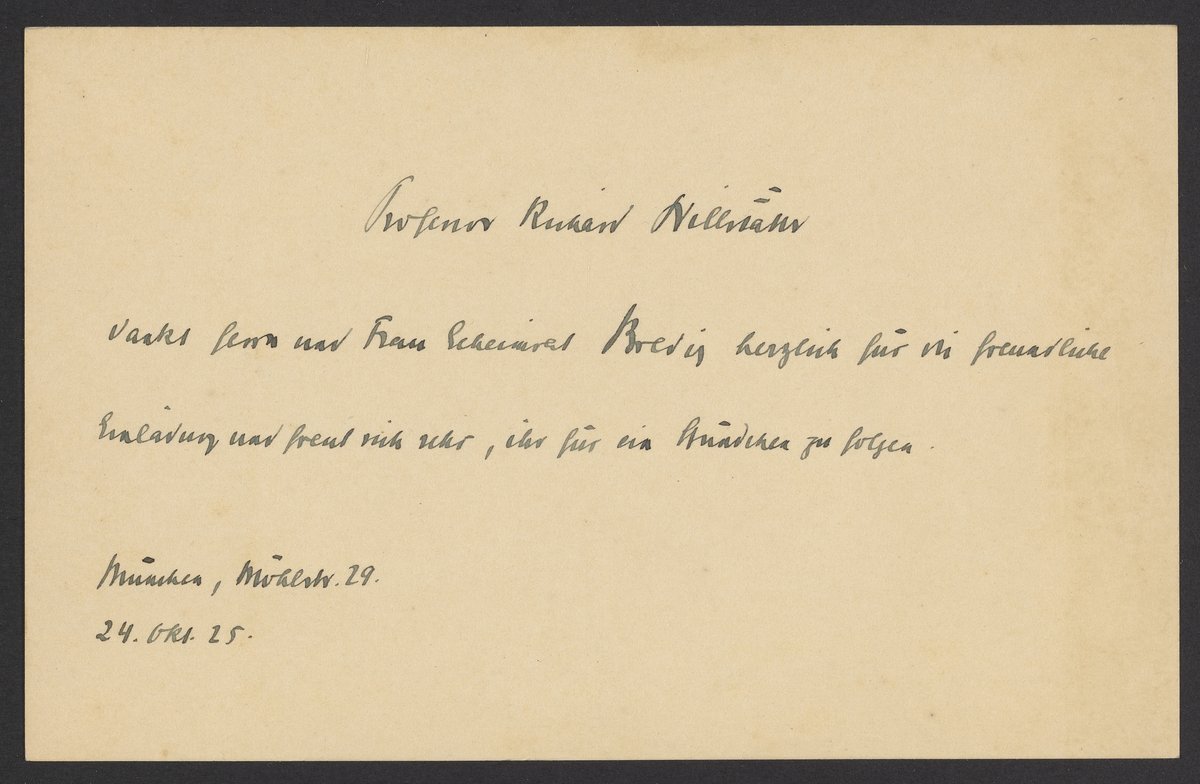 Professor Richard Willstätter
dankt Herrn und Frau Geheimrat Bredig herzlich für die freundliche
Einladung und freut sich sehr, ihr für ein Stündchen zu folgen.
München, Möhlstr. 29.
24. Okt. 25.